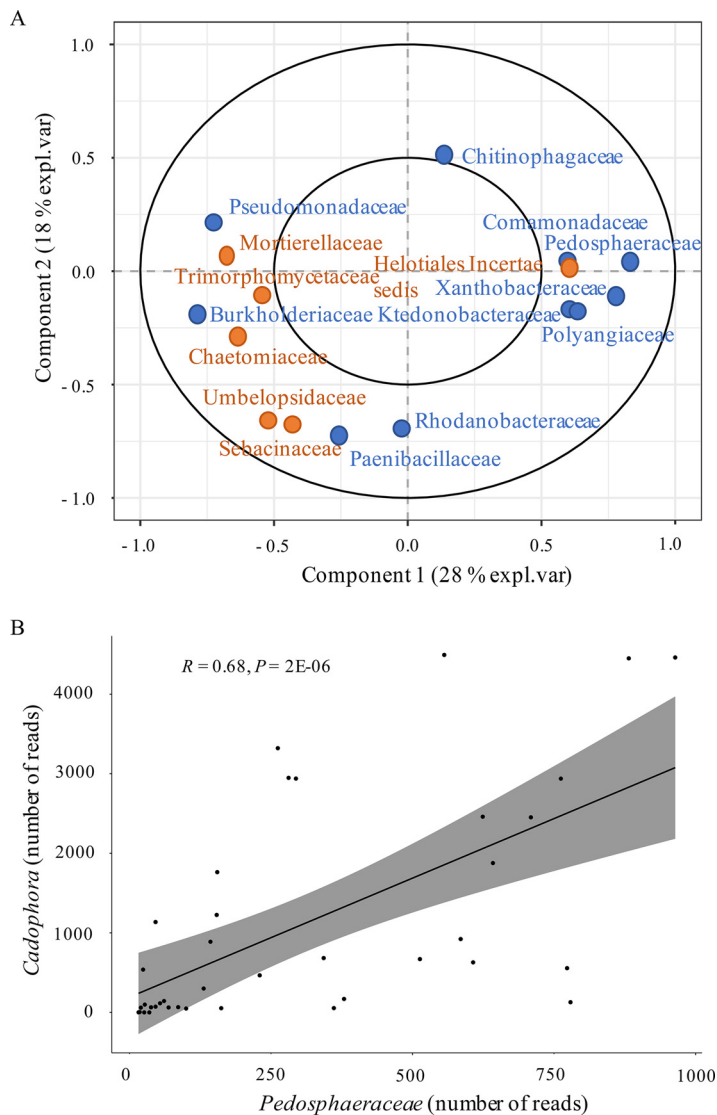 A
Component 2 (18 % expl.var)
1.0
0.5
0.0
- 0.5
- 1.0
Chitinophagaceae
Pseudomonadaceae
Comamonadaceae
Mortierellaceae
Pedosphaeraceae
Helotiales Incertae
sedis
Trimorphomycetaceae
Xanthobacteraceae
Burkholderiaceae
Ktedonobacteraceae
Polyangiaceae
Chaetomiaceae
Umbelopsidaceae
Rhodanobacteraceae
Sebacinaceae
Paenibacillaceae
- 1.0
- 0.5
0.0
0.5
1.0
Component 1 (28 % expl.var)
B
R = 0.68, P = 2E-06
Cadophora (number of reads)
4000
3000
2000
1000
0
0
250
500
750
1000
Pedosphaeraceae (number of reads)